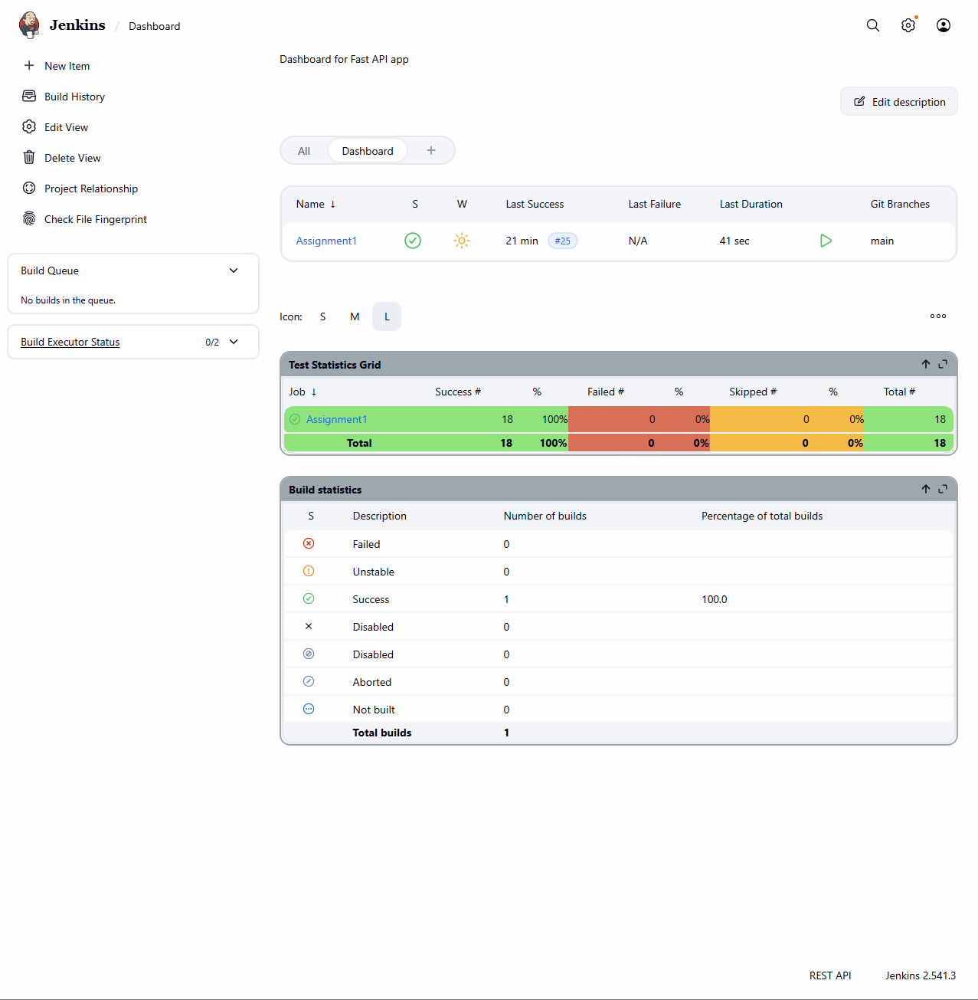 Jenkins / Dashboard
New Item
Build History
Edit View
Delete View
Project Relationship
Check File Fingerprint
Build Queue
No builds in the queue.
Build Executor Status 0/2
Dashboard for Fast API app
Edit description
All Dashboard +
Name ↓ S W Last Success Last Failure Last Duration Git Branches
Assignment1 21 min #25 N/A 41 sec main
Icon: S M L
Test Statistics Grid
Job ↓ Success # % Failed # % Skipped # % Total #
Assignment1 18 100% 0 0% 0 0% 18
Total 18 100% 0 0% 0 0% 18
Build statistics
S Description Number of builds Percentage of total builds
Failed 0
Unstable 0
Success 1 100.0
Disabled 0
Disabled 0
Aborted 0
Not built 0
Total builds 1
REST API Jenkins 2.541.3